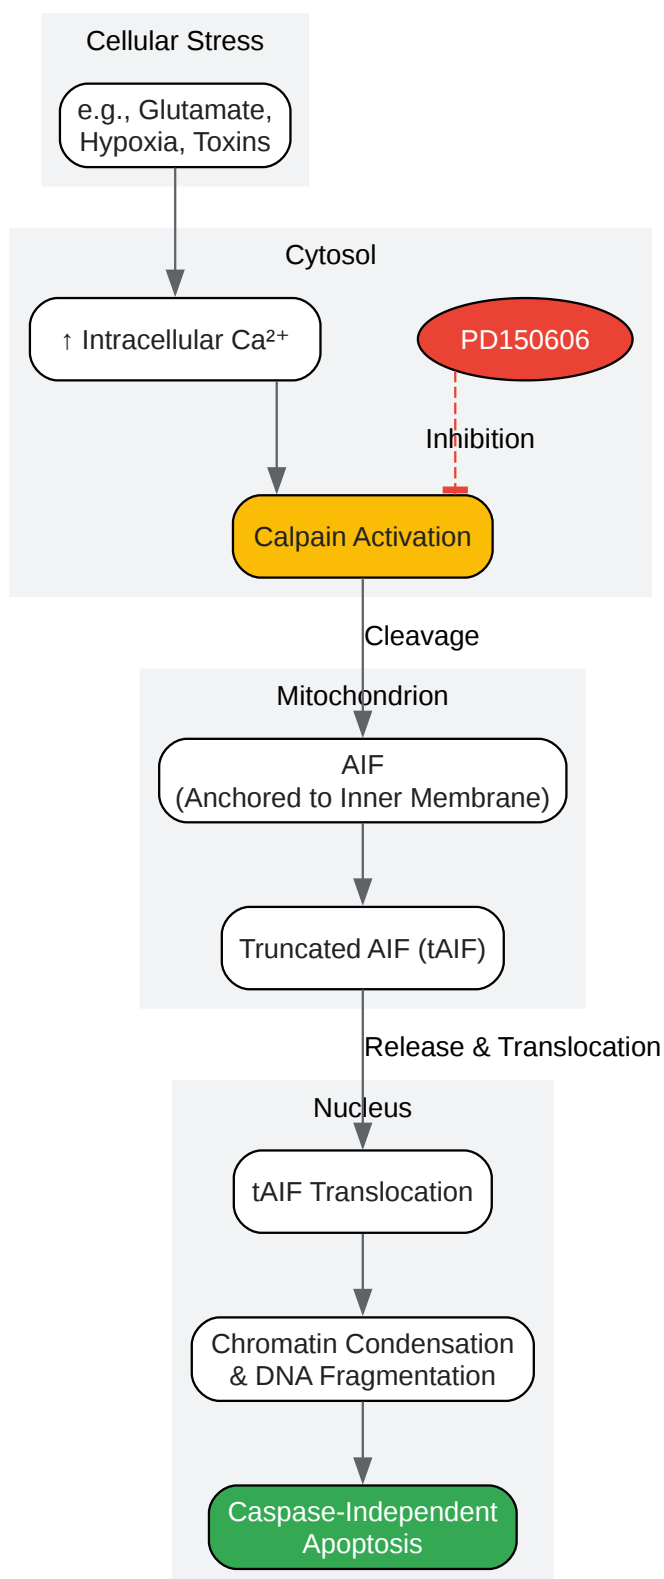 Cellular Stress
e.g., Glutamate,
Hypoxia, Toxins
Cytosol
↑ Intracellular Ca²⁺
PD150606
Inhibition
Calpain Activation
Cleavage
Mitochondrion
AIF
(Anchored to Inner Membrane)
Truncated AIF (tAIF)
Release & Translocation
Nucleus
tAIF Translocation
Chromatin Condensation
& DNA Fragmentation
Caspase-Independent
Apoptosis